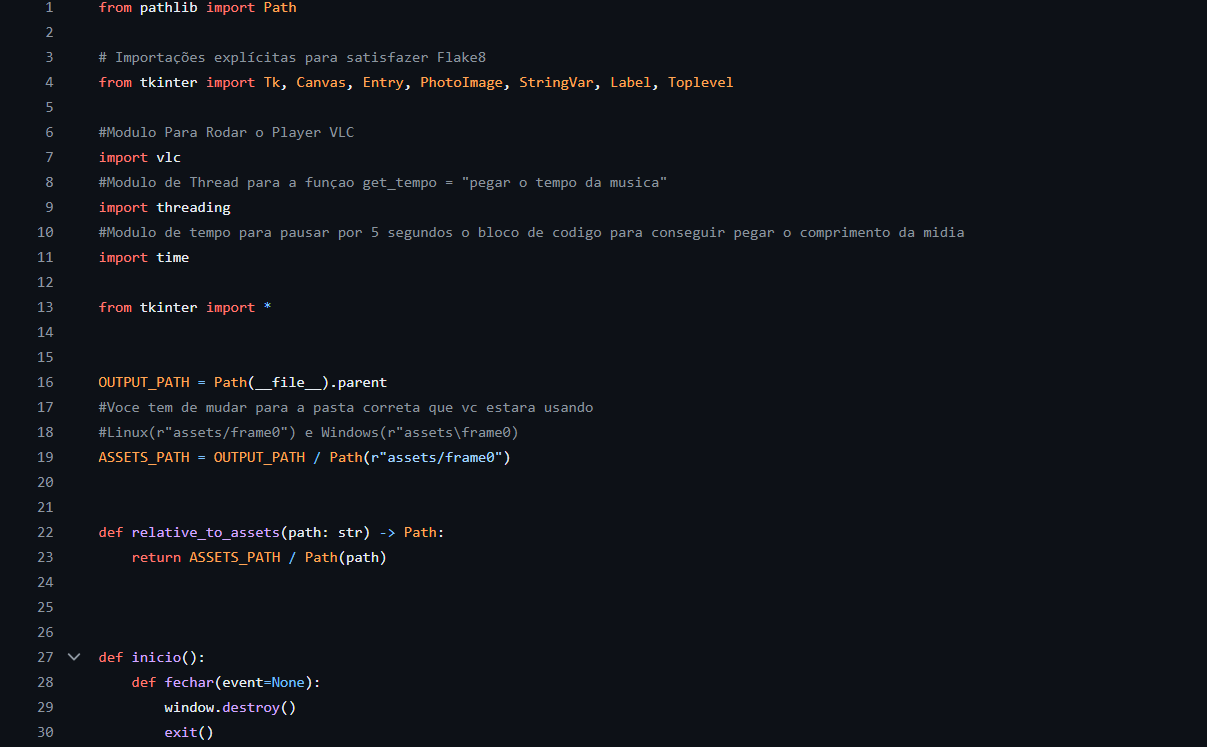 1 from pathlib import Path
2
3 # Importações explícitas para satisfazer Flake8
4 from tkinter import Tk, Canvas, Entry, PhotoImage, StringVar, Label, Toplevel
5
6 #Modulo Para Rodar o Player VLC
7 import vlc
8 #Modulo de Thread para a funçao get_tempo = "pegar o tempo da musica"
9 import threading
10 #Modulo de tempo para pausar por 5 segundos o bloco de codigo para conseguir pegar o comprimento da midia
11 import time
12
13 from tkinter import *
14
15
16 OUTPUT_PATH = Path(__file__).parent
17 #Voce tem de mudar para a pasta correta que vc estara usando
18 #Linux(r"assets/frame0") e Windows(r"assets\frame0)
19 ASSETS_PATH = OUTPUT_PATH / Path(r"assets/frame0")
20
21
22 def relative_to_assets(path: str) -> Path:
23     return ASSETS_PATH / Path(path)
24
25
26
27 def inicio():
28     def fechar(event=None):
29         window.destroy()
30         exit()